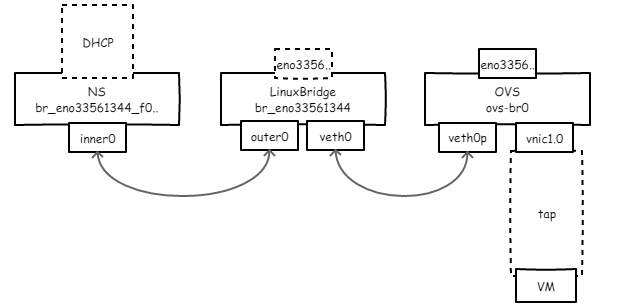 DHCP
NS
br_eno33561344_f0..
inner0
eno3356..
LinuxBridge
br_eno33561344
outer0
veth0
eno3356..
OVS
ovs-br0
veth0p
vnic1.0
tap
VM